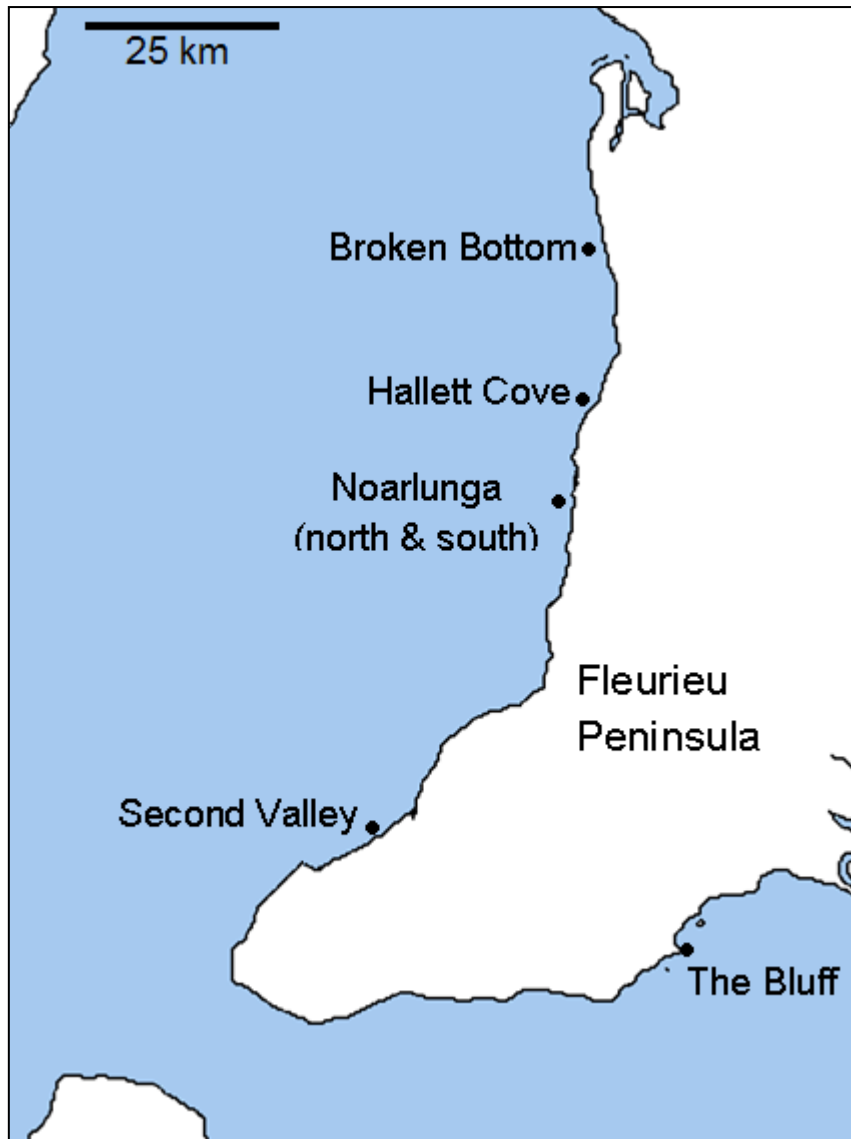 25 km
Broken Bottom
Hallett Cove
Noarlunga
(north & south)
Fleurieu
Peninsula
Second Valley
The Bluff